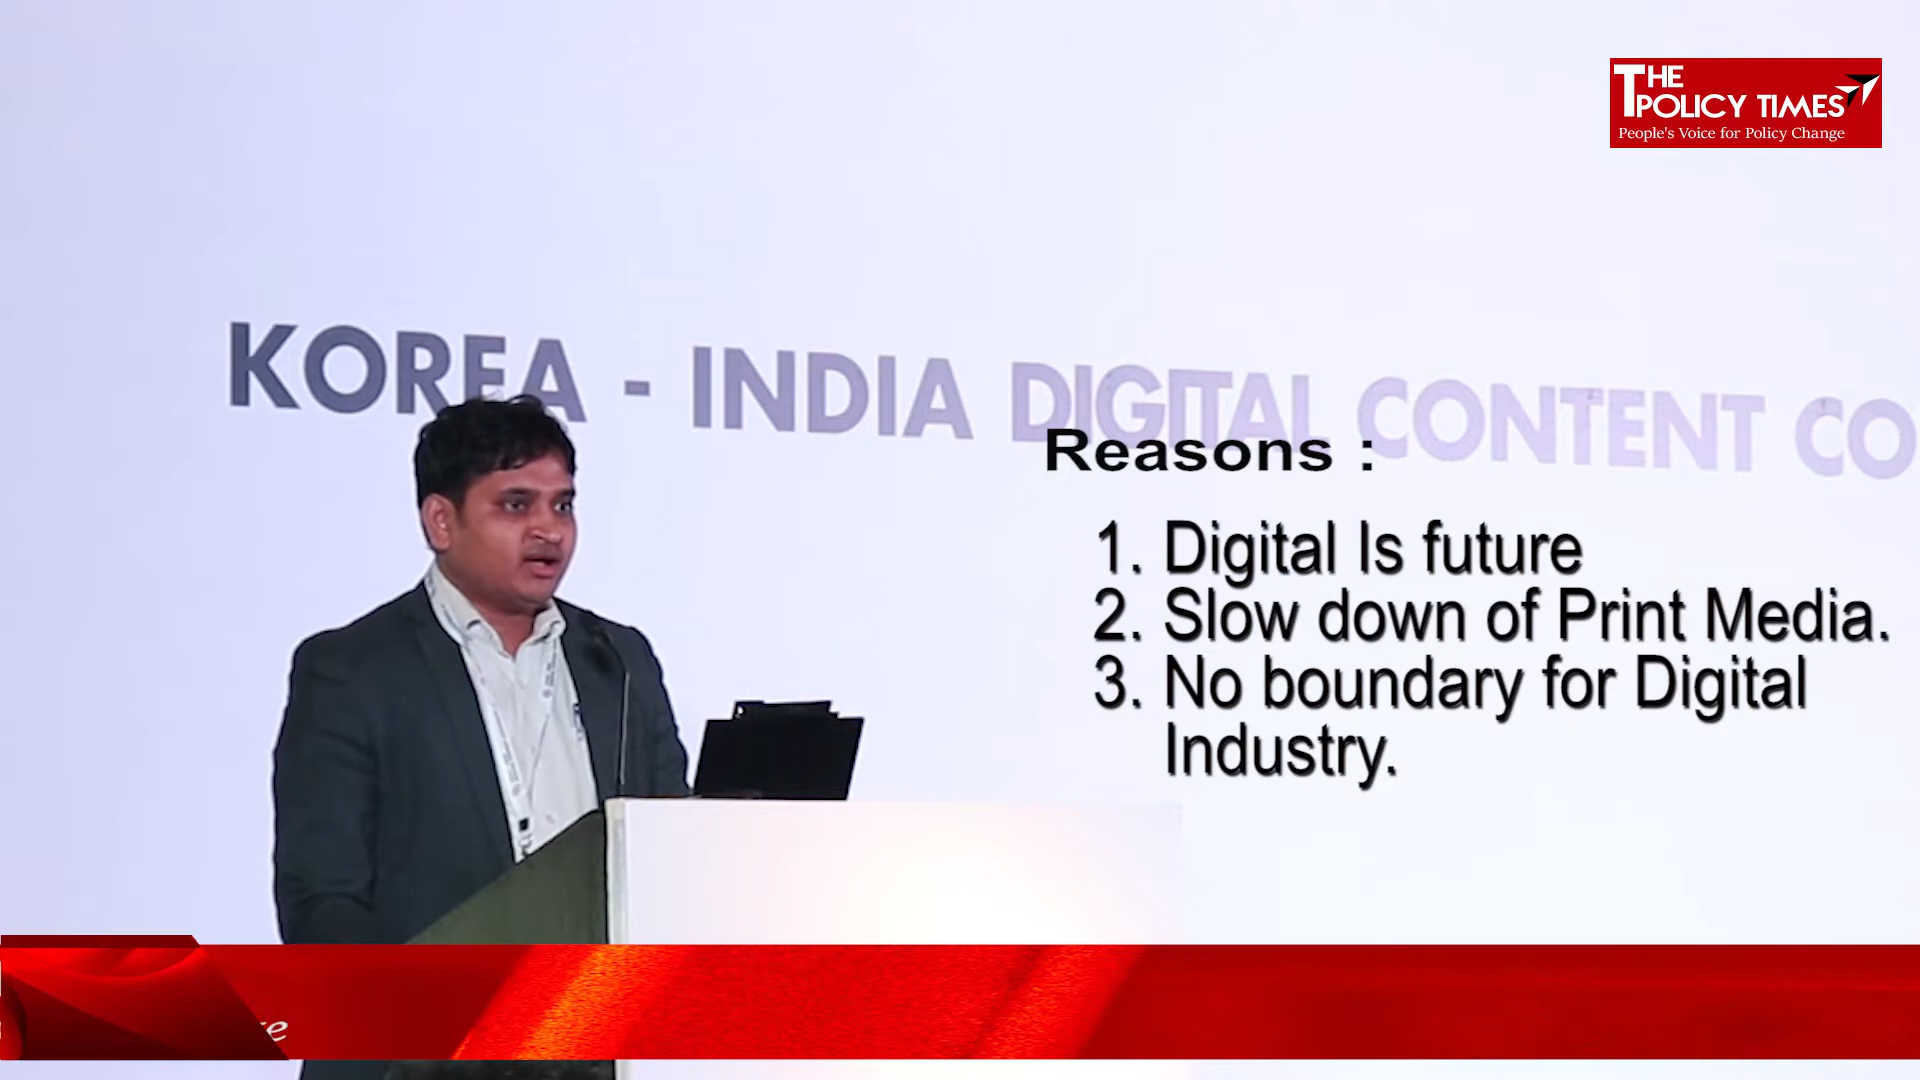 THE
POLICY TIMES
People's Voice for Policy Change
KOREA - INDIA DIGITAL CONTENT CO
Reasons :
1. Digital Is future
2. Slow down of Print Media.
3. No boundary for Digital
Industry.